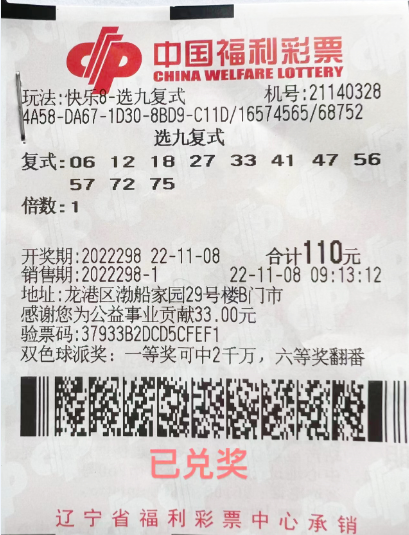 中国福利彩票
CHINA WELFARE LOTTERY
玩法:快乐8-选九复式 机号:21140328
4A58-DA67-1D30-8BD9-C11D/16574565/68752
选九复式
复式:06 12 18 27 33 41 47 56
57 72 75
倍数:1
开奖期:2022298 22-11-08 合计110元
销售期:2022298-1 22-11-08 09:13:12
地址:龙港区渤船家园29号楼B门市
感谢您为公益事业贡献33.00元
验票码:37933B2DCD5CFEF1
双色球派奖: 一等奖可中2千万，六等奖翻番
已兑奖
辽宁省福利彩票中心承销